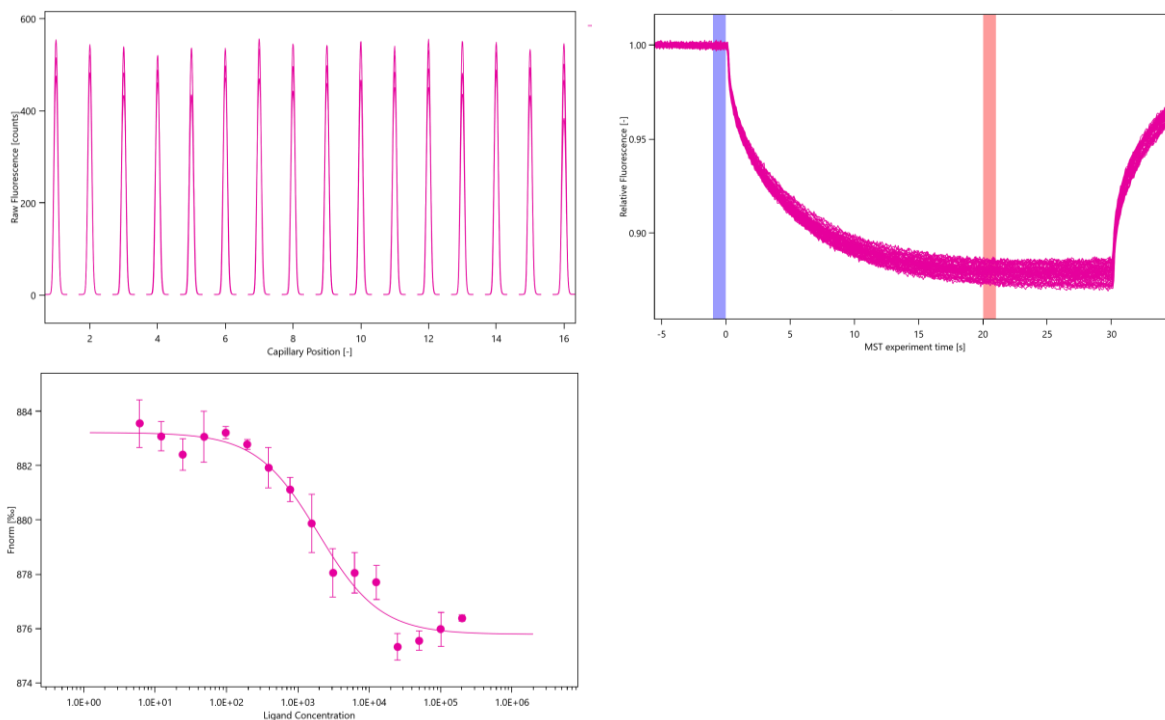 600
400
200
0
Raw Fluorescence [counts]
2
4
6
8
10
12
14
16
Capillary Position [-]
1.00
0.95
0.90
Relative Fluorescence [-]
-5
0
5
10
15
20
25
30
MST experiment time [s]
884
882
880
878
876
874
Fnorm [‰]
1.0E+00
1.0E+01
1.0E+02
1.0E+03
1.0E+04
1.0E+05
1.0E+06
Ligand Concentration